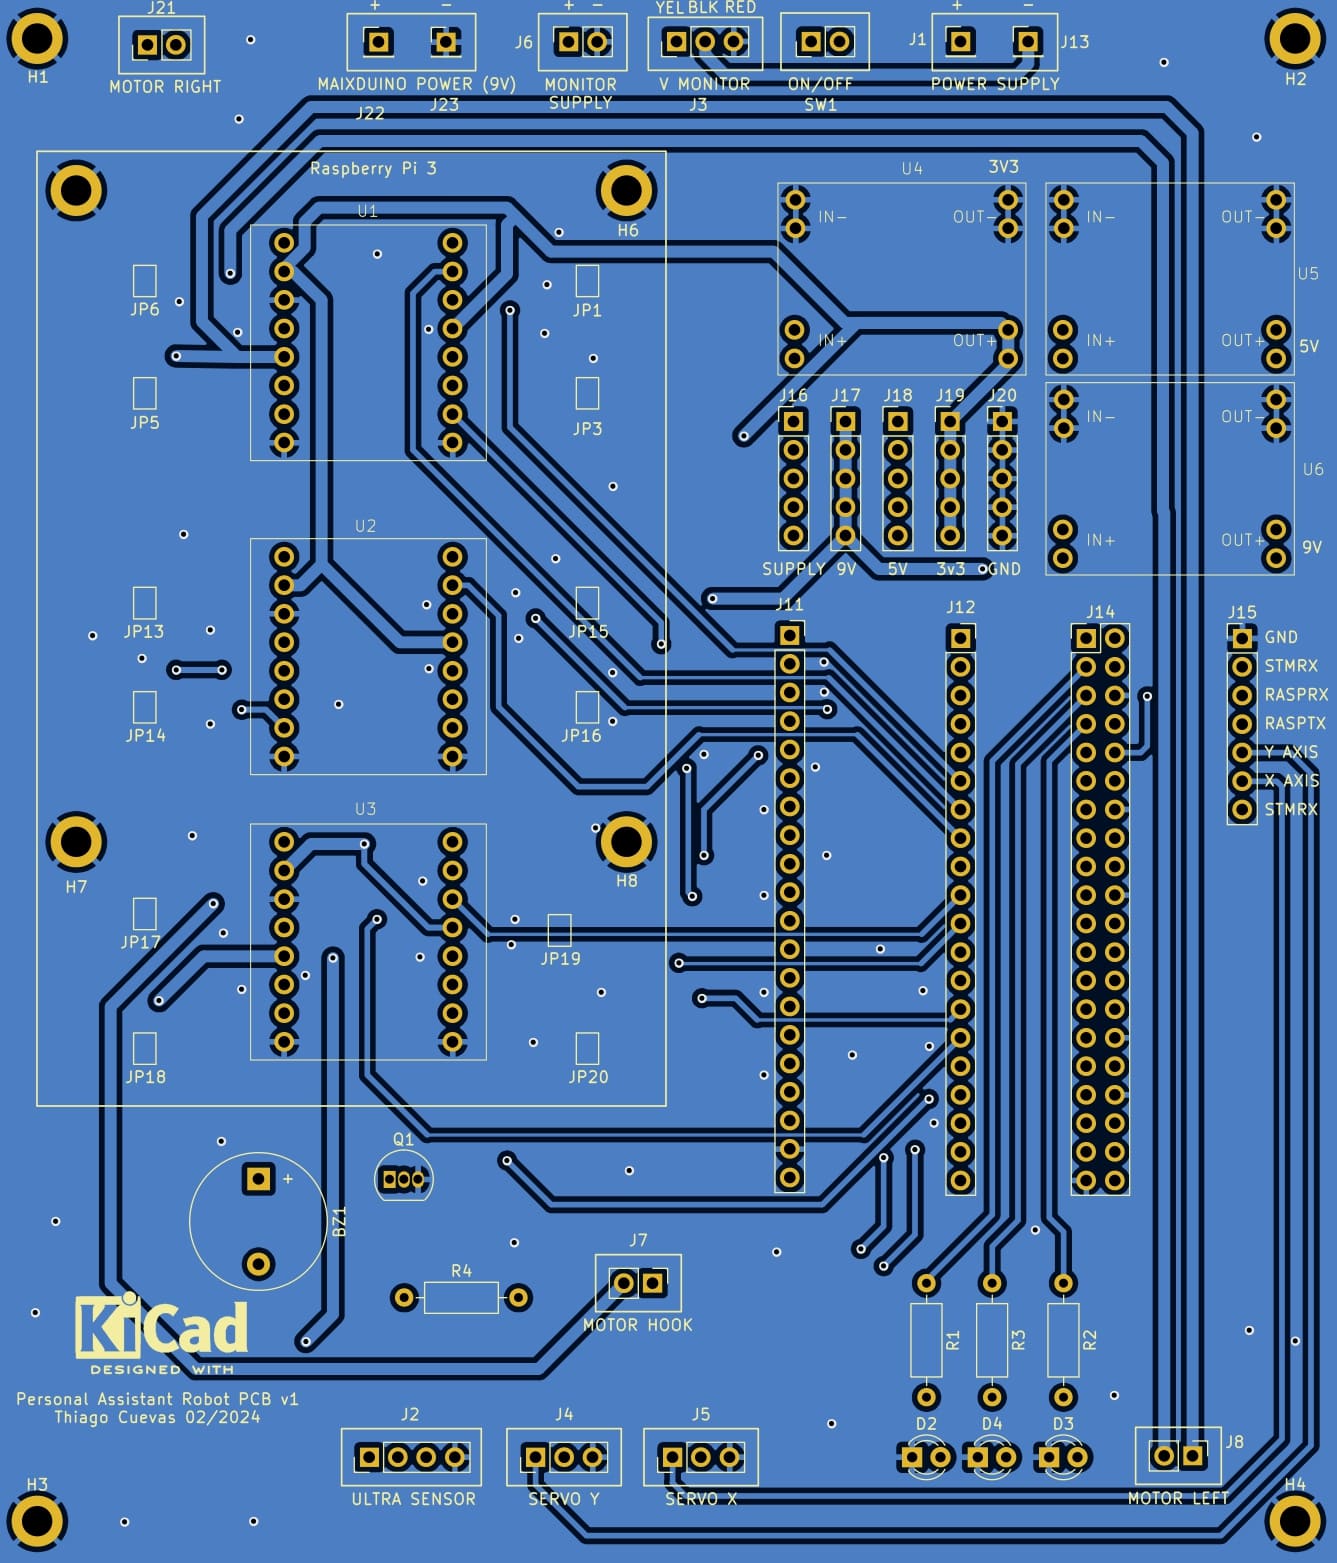 J21
+ −
+ −
YEL BLK RED
+ −
J6
J1
J13
H1
MOTOR RIGHT
MAIXDUINO POWER (9V)
MONITOR
SUPPLY
V MONITOR
ON/OFF
POWER SUPPLY
H2
J22
J23
J3
SW1
Raspberry Pi 3
U4
3V3
U1
H6
IN-
OUT-
IN-
OUT-
U5
JP6
JP1
IN+
OUT+
IN+
OUT+
5V
JP5
JP3
J16
J17
J18
J19
J20
IN-
OUT-
U6
U2
IN+
OUT+
9V
SUPPLY
9V
5V
3v3
GND
J11
J12
J14
J15
JP13
JP15
GND
STMRX
RASPRX
RASPTX
Y AXIS
X AXIS
STMRX
JP14
JP16
U3
H7
H8
JP17
JP19
JP18
JP20
Q1
+
BZ1
J7
R4
MOTOR HOOK
R1
R3
R2
KiCad
DESIGNED WITH
Personal Assistant Robot PCB v1
Thiago Cuevas 02/2024
J2
J4
J5
D2
D4
D3
J8
H3
ULTRA SENSOR
SERVO Y
SERVO X
MOTOR LEFT
H4